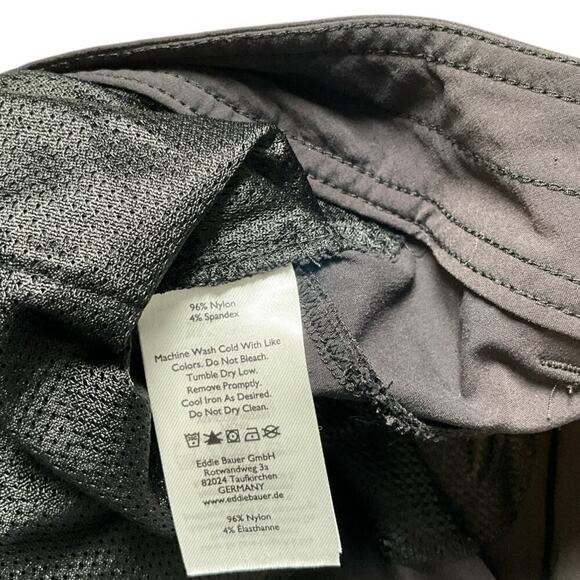 96% Nylon
4% Spandex
Machine Wash Cold With Like
Colors. Do Not Bleach.
Tumble Dry Low.
Remove Promptly.
Cool Iron As Desired.
Do Not Dry Clean.
Eddie Bauer GmbH
Rotwandweg 3a
82024 Taufkirchen
GERMANY
www.eddiebauer.de
96% Nylon
4% Élasthanne